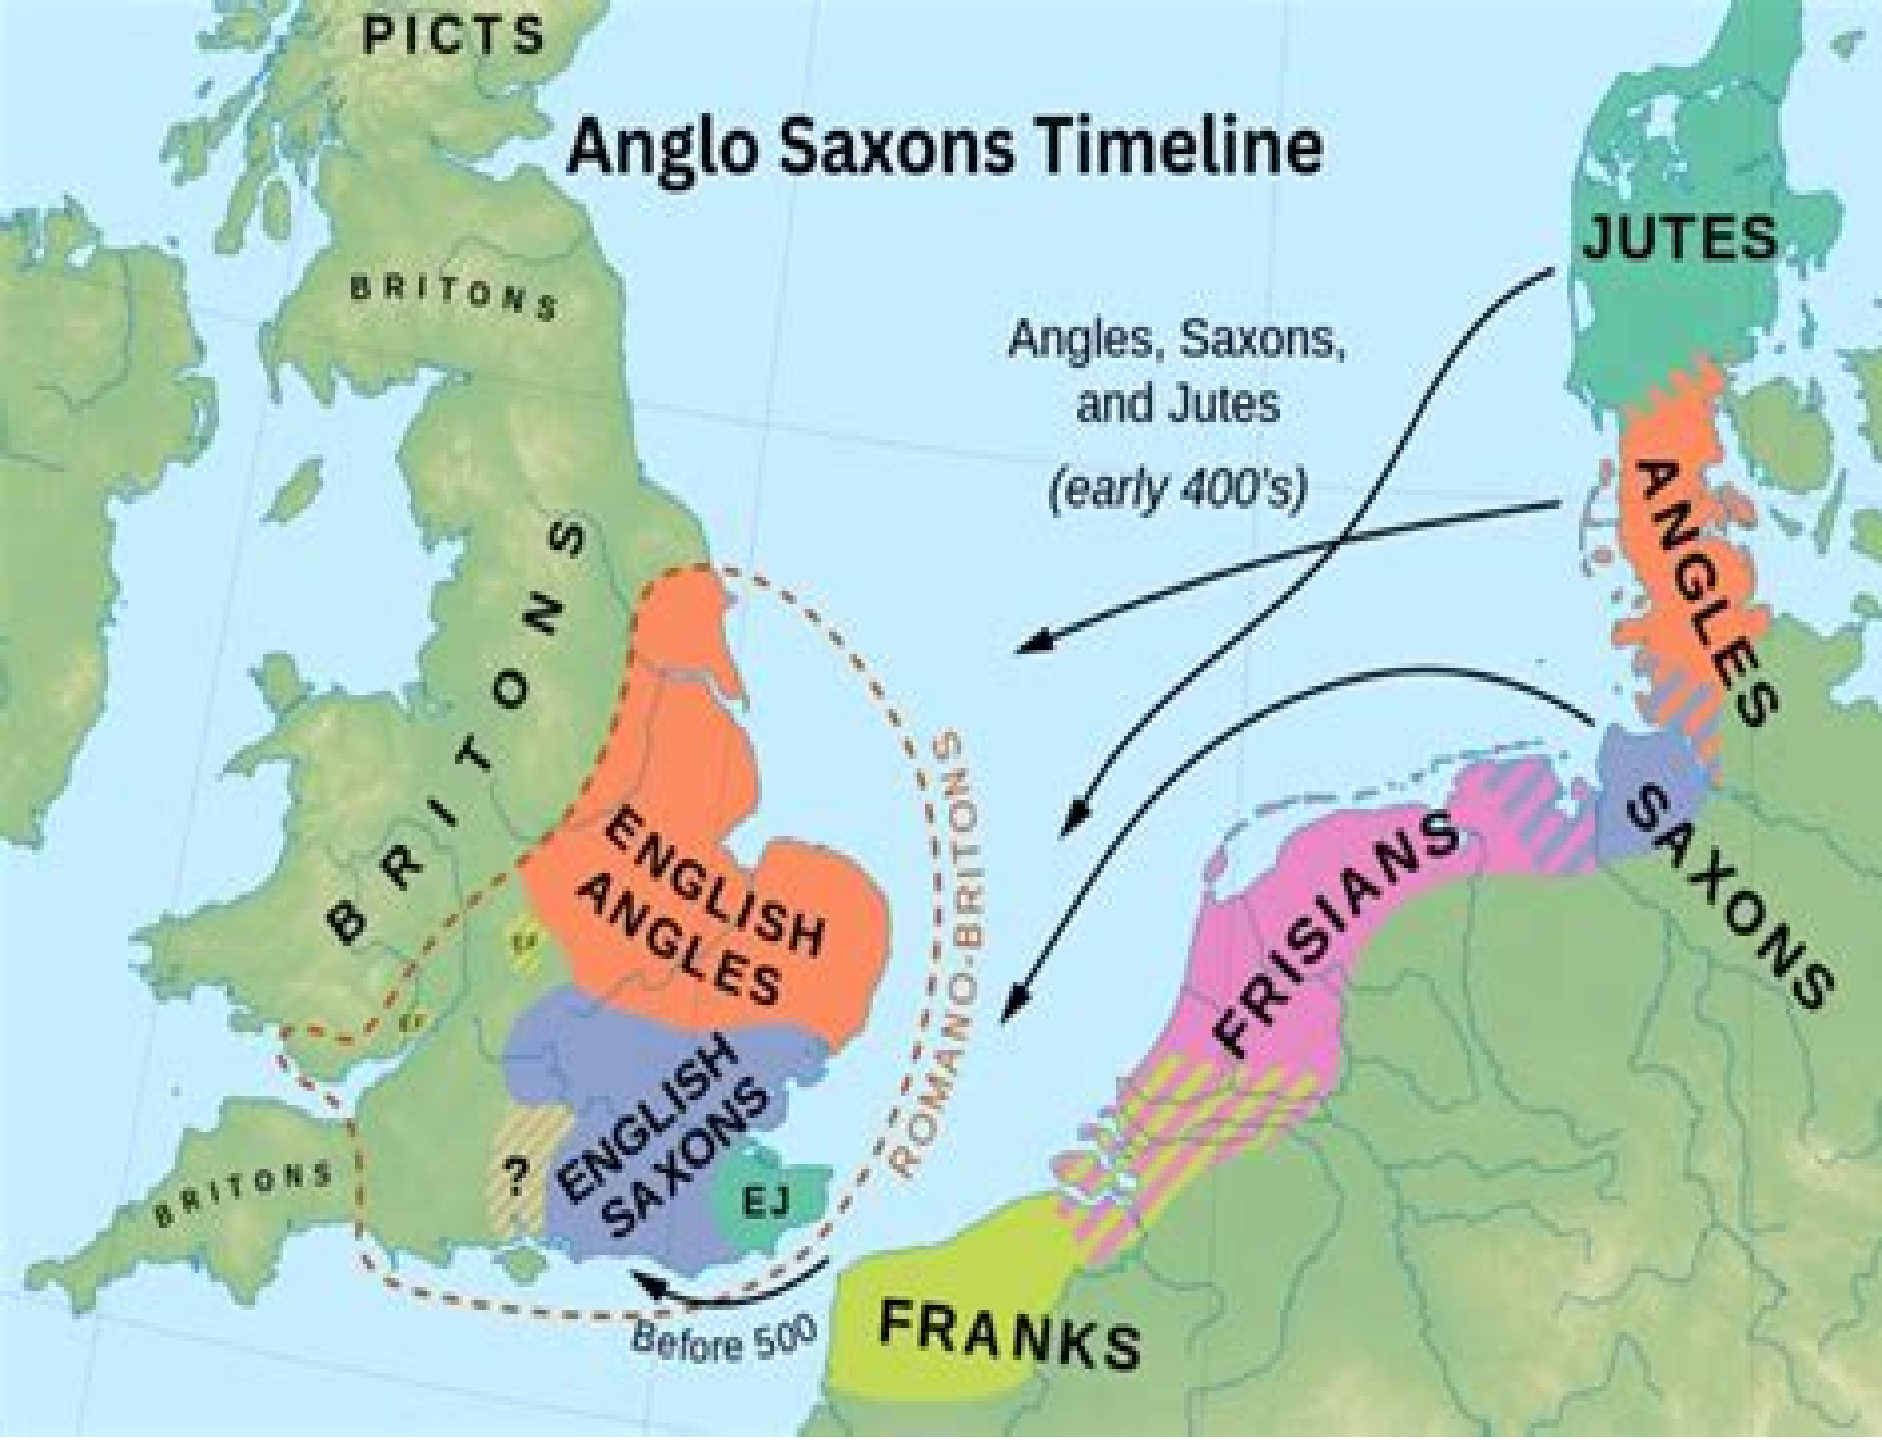 PICTS
Anglo Saxons Timeline
JUTES
BRITONS
Angles, Saxons,
and Jutes
(early 400's)
ANGLES
BRITONS
ROMANO-BRITONS
SAXONS
FRISIANS
ENGLISH
ANGLES
ENGLISH
SAXONS
?
EJ
BRITONS
Before 500
FRANKS